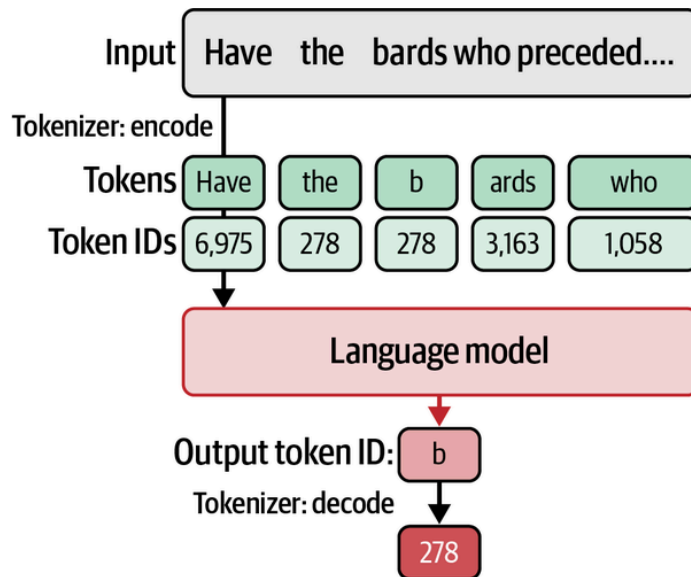 Input Have the bards who preceded....
Tokenizer: encode
Tokens Have the b ards who
Token IDs 6,975 278 278 3,163 1,058
Language model
Output token ID: b
Tokenizer: decode
278